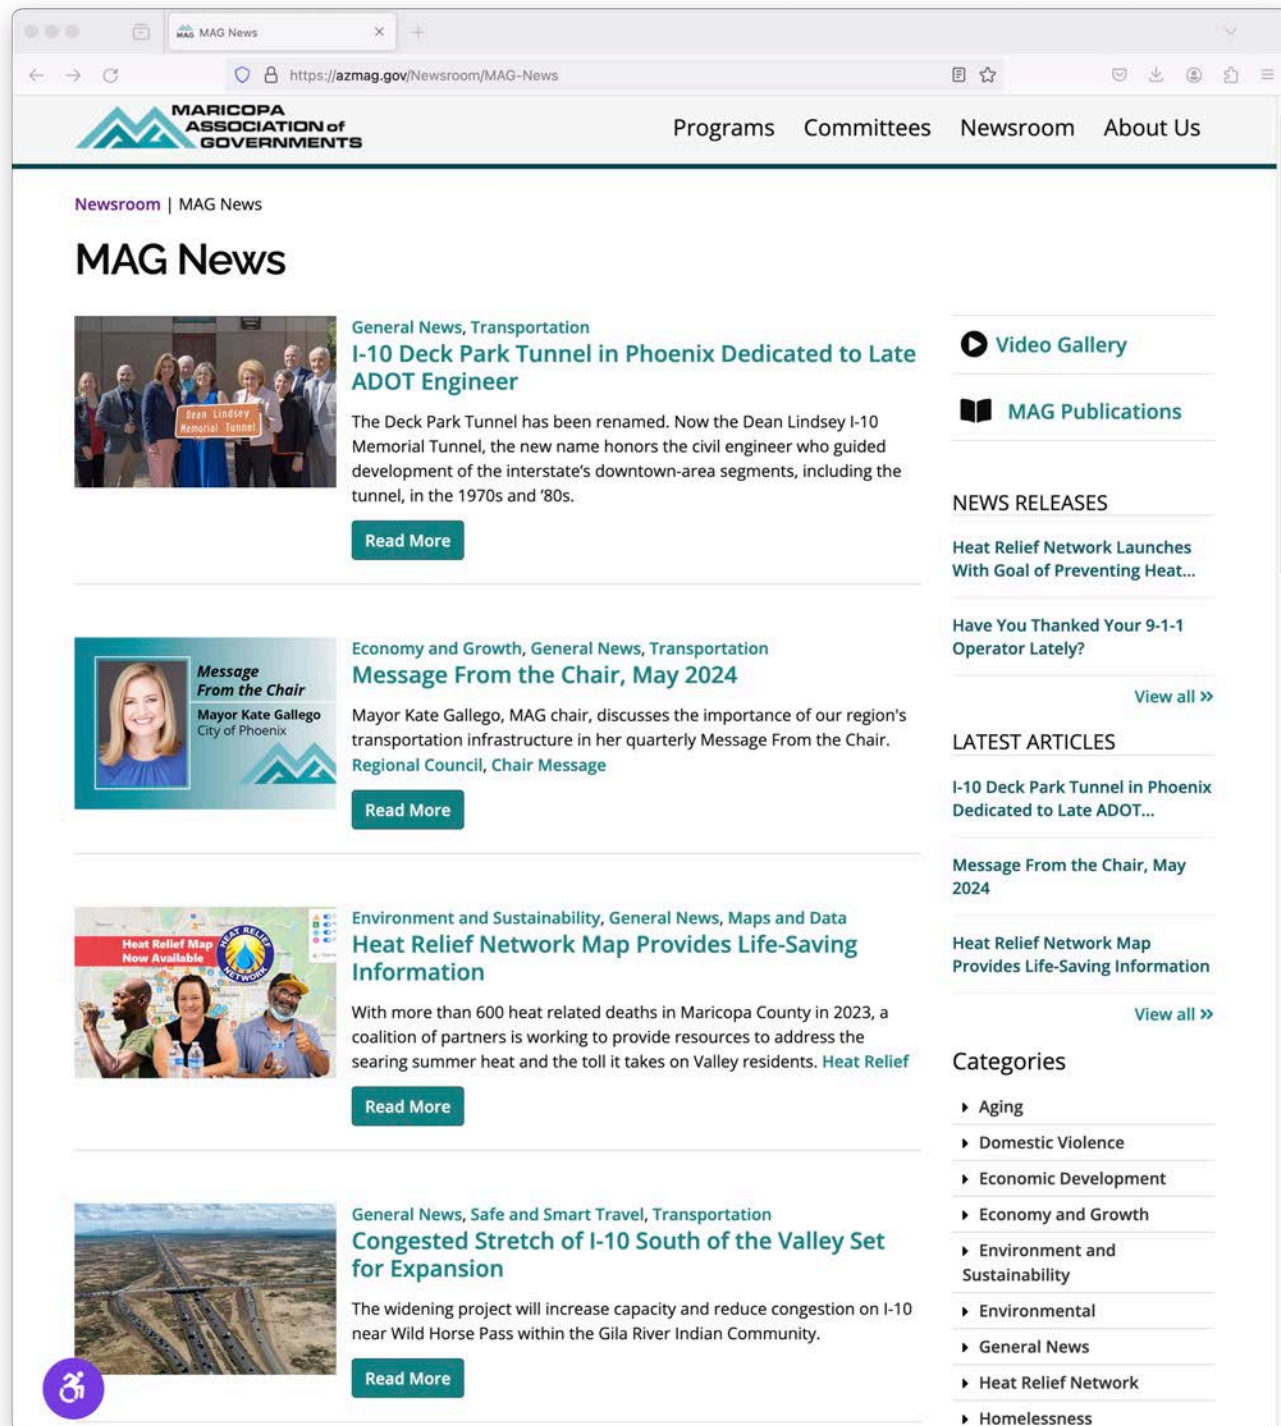 MAG News
https://azmag.gov/Newsroom/MAG-News
MARICOPA
ASSOCIATION of
GOVERNMENTS
Programs Committees Newsroom About Us
Newsroom | MAG News
MAG News
Dean Lindsey
Memorial Tunnel
General News, Transportation
I-10 Deck Park Tunnel in Phoenix Dedicated to Late
ADOT Engineer
The Deck Park Tunnel has been renamed. Now the Dean Lindsey I-10
Memorial Tunnel, the new name honors the civil engineer who guided
development of the interstate’s downtown-area segments, including the
tunnel, in the 1970s and ’80s.
Read More
Message
From the Chair
Mayor Kate Gallego
City of Phoenix
Economy and Growth, General News, Transportation
Message From the Chair, May 2024
Mayor Kate Gallego, MAG chair, discusses the importance of our region's
transportation infrastructure in her quarterly Message From the Chair.
Regional Council, Chair Message
Read More
Heat Relief Map
Now Available
HEAT RELIEF
NETWORK
Environment and Sustainability, General News, Maps and Data
Heat Relief Network Map Provides Life-Saving
Information
With more than 600 heat related deaths in Maricopa County in 2023, a
coalition of partners is working to provide resources to address the
searing summer heat and the toll it takes on Valley residents. Heat Relief
Read More
General News, Safe and Smart Travel, Transportation
Congested Stretch of I-10 South of the Valley Set
for Expansion
The widening project will increase capacity and reduce congestion on I-10
near Wild Horse Pass within the Gila River Indian Community.
Read More
Video Gallery
MAG Publications
NEWS RELEASES
Heat Relief Network Launches
With Goal of Preventing Heat...
Have You Thanked Your 9-1-1
Operator Lately?
View all »
LATEST ARTICLES
I-10 Deck Park Tunnel in Phoenix
Dedicated to Late ADOT...
Message From the Chair, May
2024
Heat Relief Network Map
Provides Life-Saving Information
View all »
Categories
Aging
Domestic Violence
Economic Development
Economy and Growth
Environment and
Sustainability
Environmental
General News
Heat Relief Network
Homelessness